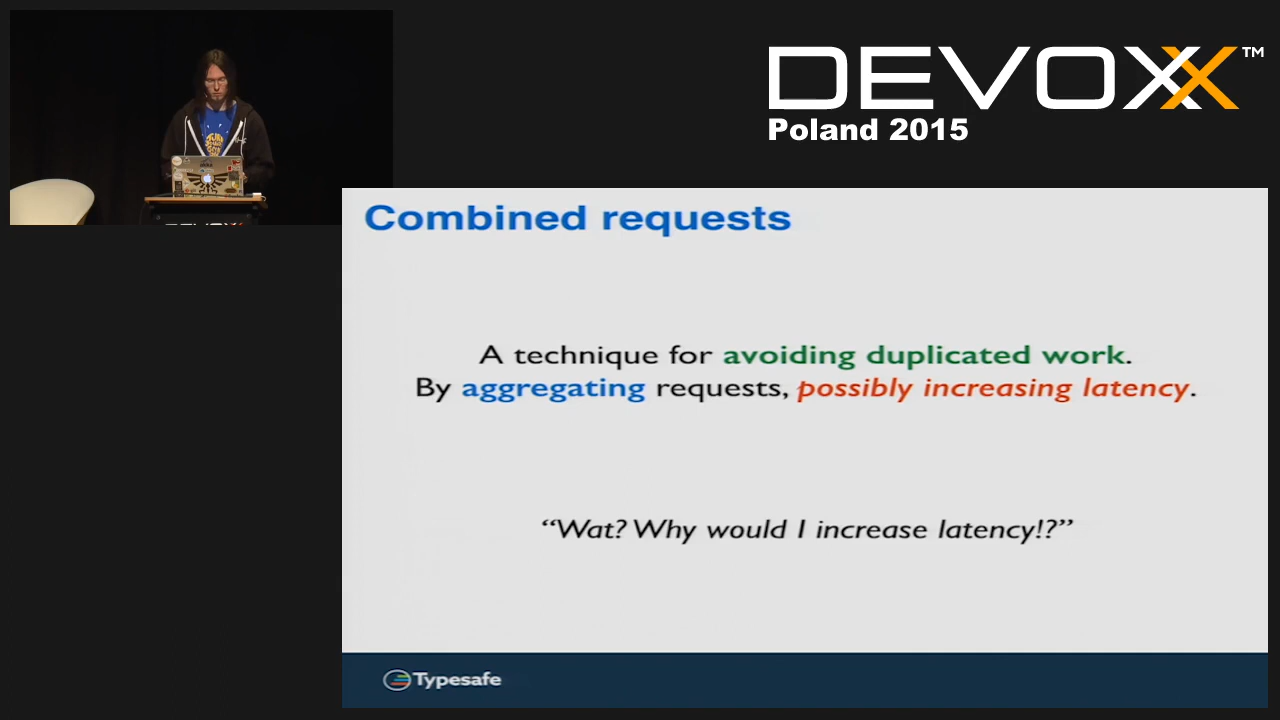 DEVOXX™
Poland 2015
Combined requests
A technique for avoiding duplicated work.
By aggregating requests, possibly increasing latency.
“Wat? Why would I increase latency!?”
Typesafe